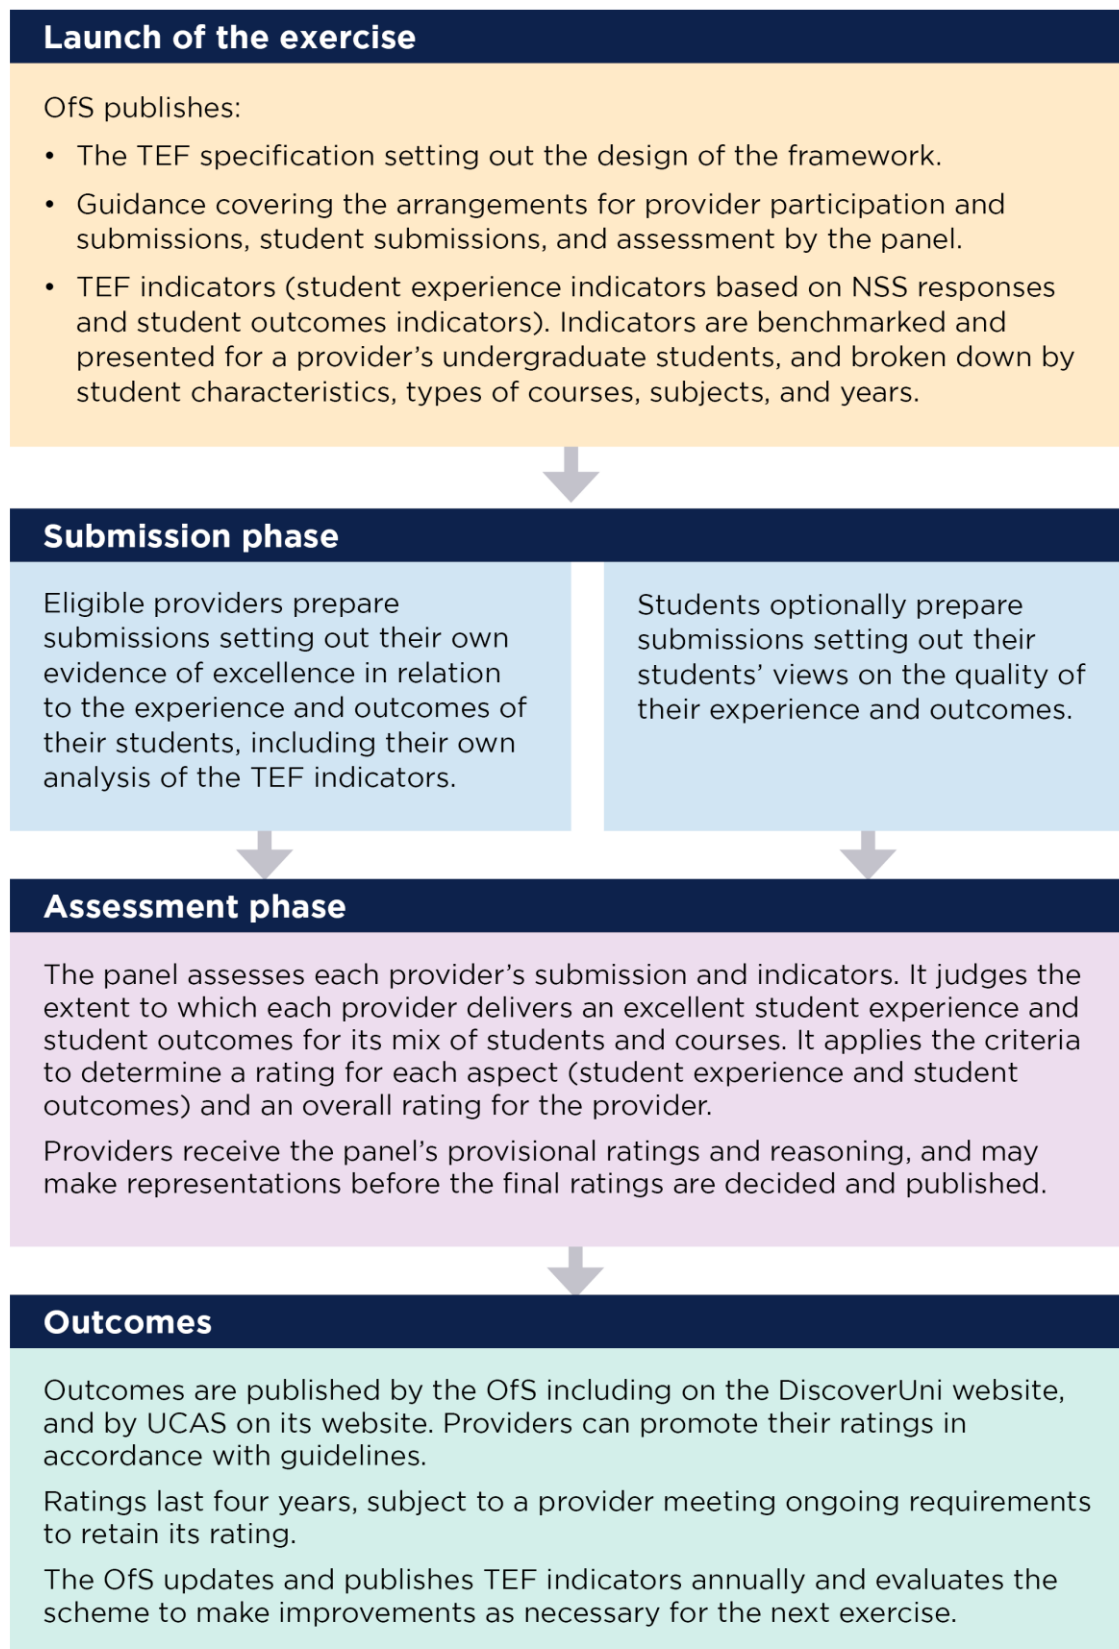 Launch of the exercise
OfS publishes:
• The TEF specification setting out the design of the framework.
• Guidance covering the arrangements for provider participation and
submissions, student submissions, and assessment by the panel.
• TEF indicators (student experience indicators based on NSS responses
and student outcomes indicators). Indicators are benchmarked and
presented for a provider’s undergraduate students, and broken down by
student characteristics, types of courses, subjects, and years.
Submission phase
Eligible providers prepare
submissions setting out their own
evidence of excellence in relation
to the experience and outcomes of
their students, including their own
analysis of the TEF indicators.
Students optionally prepare
submissions setting out their
students’ views on the quality of
their experience and outcomes.
Assessment phase
The panel assesses each provider’s submission and indicators. It judges the
extent to which each provider delivers an excellent student experience and
student outcomes for its mix of students and courses. It applies the criteria
to determine a rating for each aspect (student experience and student
outcomes) and an overall rating for the provider.
Providers receive the panel’s provisional ratings and reasoning, and may
make representations before the final ratings are decided and published.
Outcomes
Outcomes are published by the OfS including on the DiscoverUni website,
and by UCAS on its website. Providers can promote their ratings in
accordance with guidelines.
Ratings last four years, subject to a provider meeting ongoing requirements
to retain its rating.
The OfS updates and publishes TEF indicators annually and evaluates the
scheme to make improvements as necessary for the next exercise.